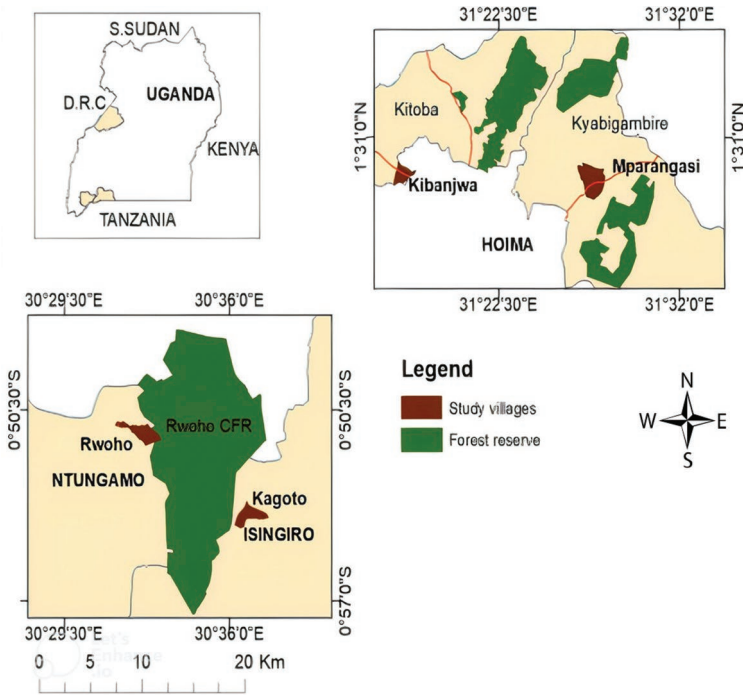 S.SUDAN
D.R.C
UGANDA
KENYA
TANZANIA
31°22'30"E
31°32'0"E
1°31'0"N
1°31'0"N
Kitoba
Kyabigambire
Kibanjwa
Mparangasi
HOIMA
31°22'30"E
31°32'0"E
30°29'30"E
30°36'0"E
0°50'30"S
0°50'30"S
Rwoho CFR
Rwoho
NTUNGAMO
Kagoto
ISINGIRO
0°57'0"S
30°29'30"E
30°36'0"E
Legend
Study villages
Forest reserve
N
W
E
S
Let's
Enhance
.io
0
5
10
20 Km